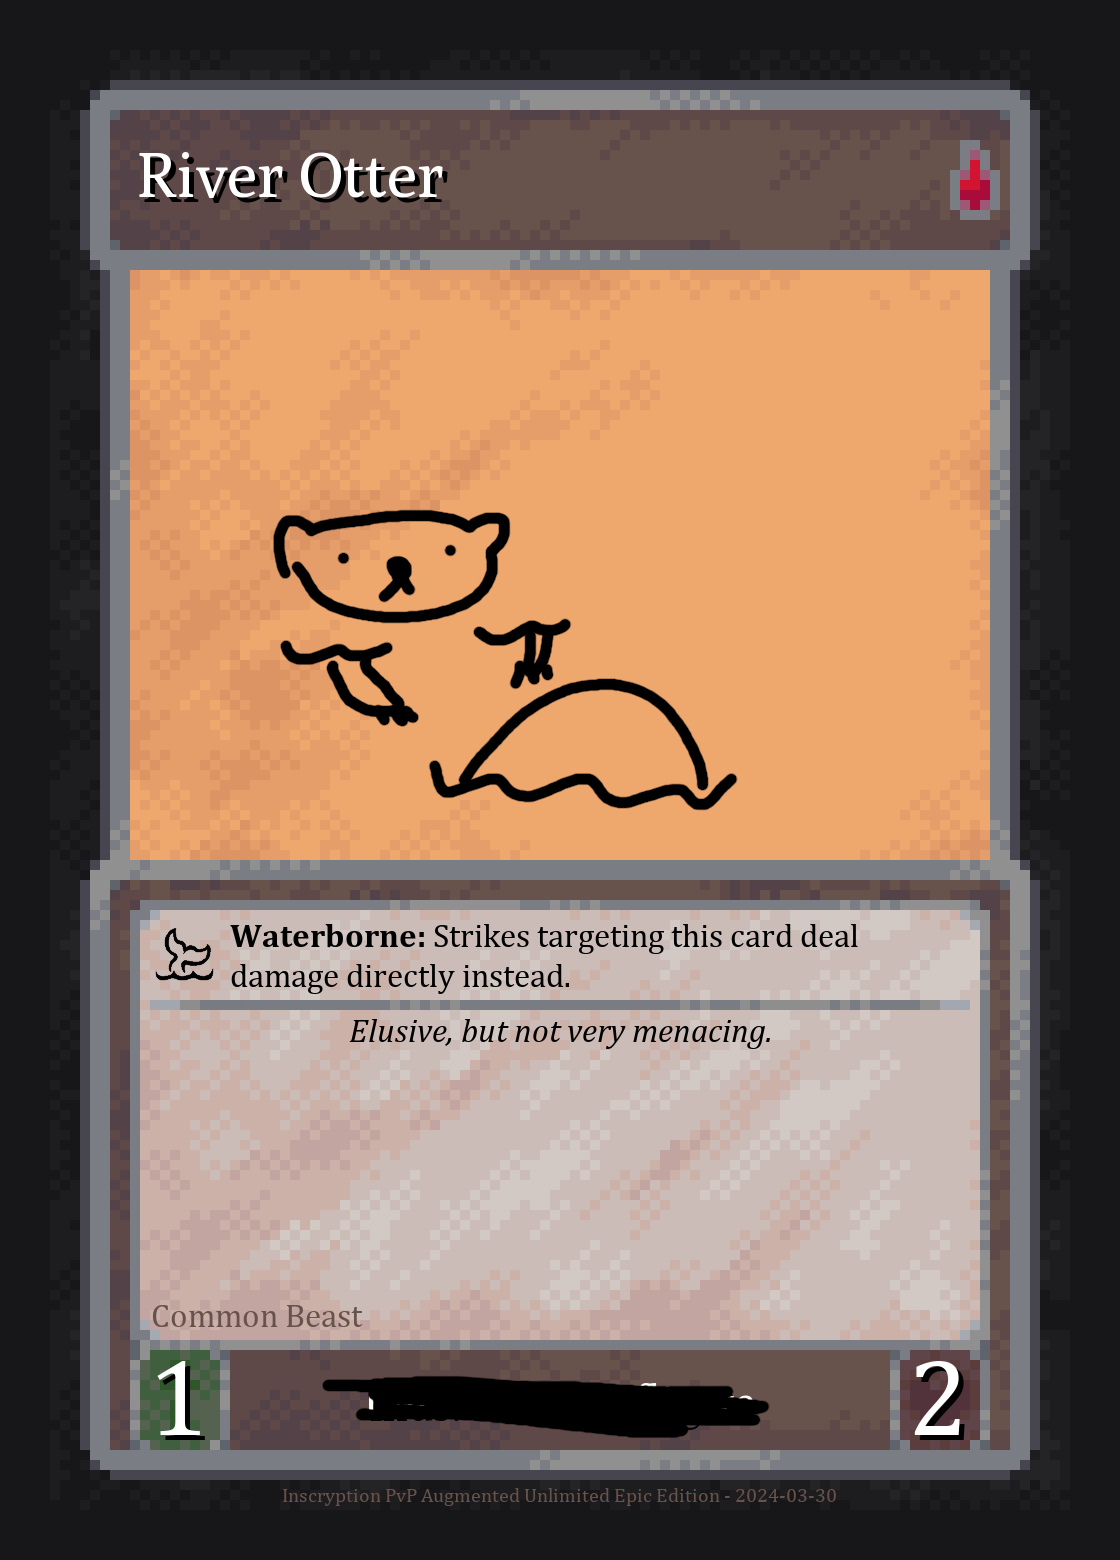 River Otter
Waterborne: Strikes targeting this card deal
damage directly instead.
Elusive, but not very menacing.
Common Beast
1
2
Inscryption PvP Augmented Unlimited Epic Edition - 2024-03-30